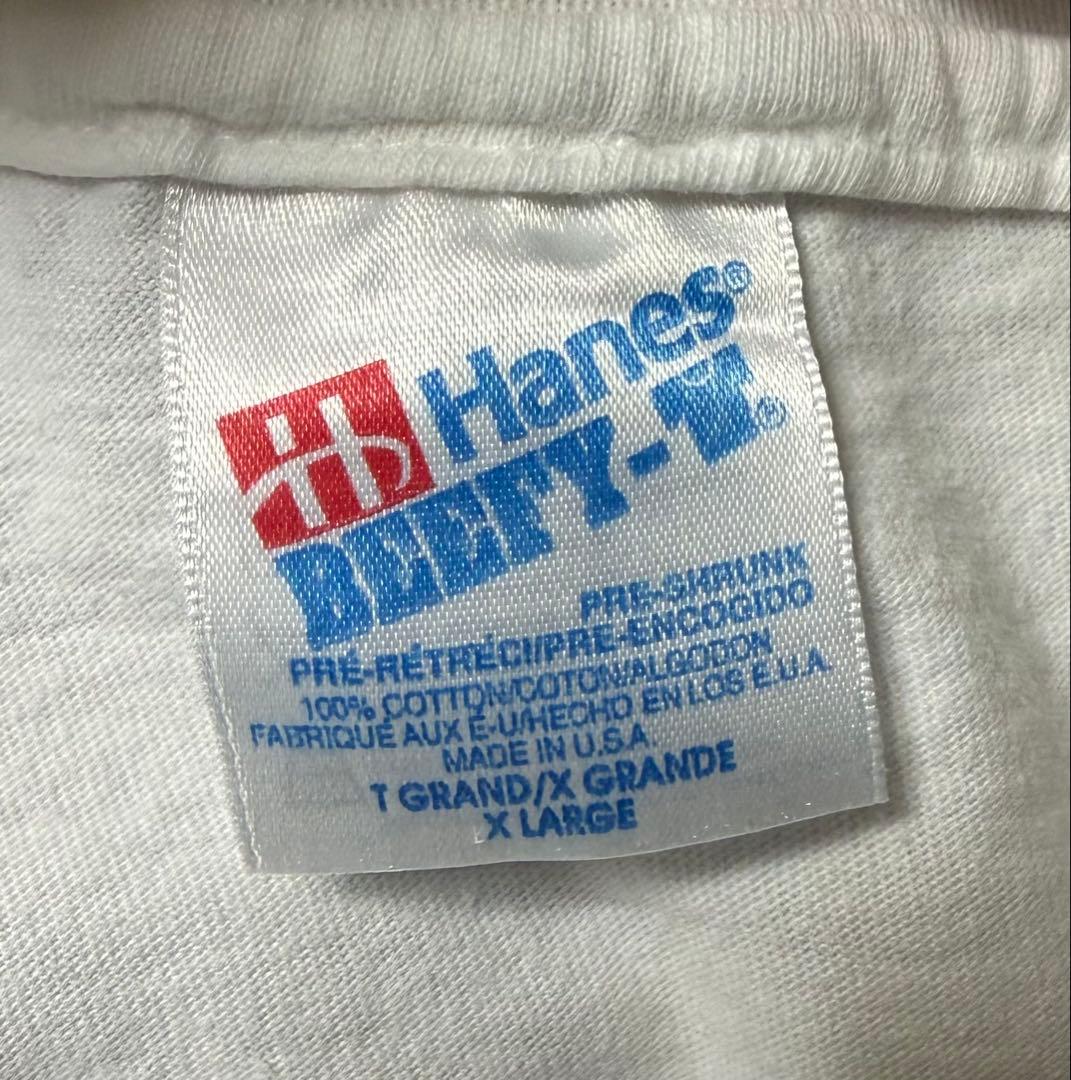 Hanes®
BEEFY-T®
PRE-SHRUNK
PRÉ-RÉTRÉCI/PRE-ENCOGIDO
100% COTTON/COTON/ALGODON
FABRIQUÉ AUX É-U/HECHO EN LOS E.U.A.
MADE IN U.S.A.
T GRAND/X GRANDE
X LARGE